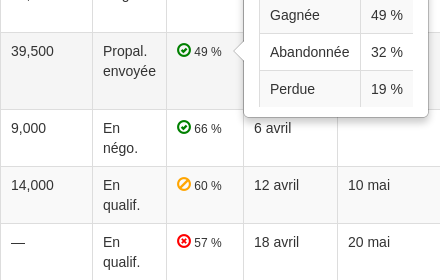 Gagnée 49 %
39,500 Propal. envoyée 49 % Abandonnée 32 %
Perdue 19 %
9,000 En négo. 66 % 6 avril
14,000 En qualif. 60 % 12 avril 10 mai
— En qualif. 57 % 18 avril 20 mai